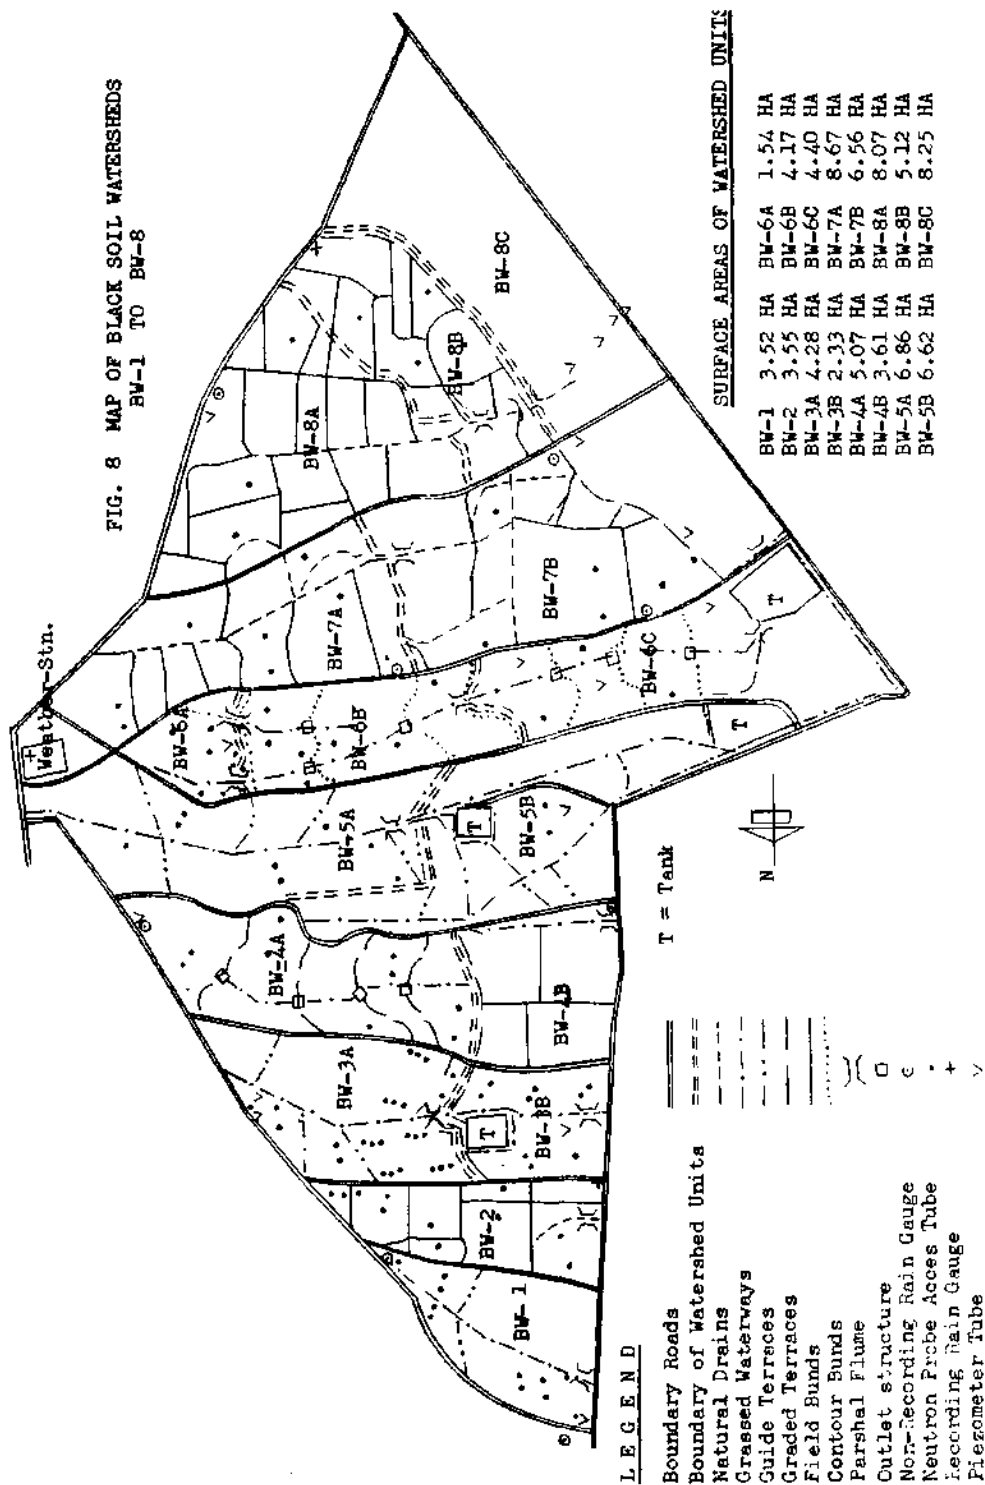 FIG. 8 MAP OF BLACK SOIL WATERSHEDS
BW-1 TO BW-8
Weather-Stn.
BW-8C
BW-8B
BW-8A
BW-7B
BW-7A
BW-6C
BW-6B
BW-6A
BW-5B
BW-5A
BW-4B
BW-4A
BW-3B
BW-3A
BW-2
BW-1
T
T
T
T
T = Tank
N
SURFACE AREAS OF WATERSHED UNITS
BW-1 3.52 HA BW-6A 1.54 HA
BW-2 3.55 HA BW-6B 4.17 HA
BW-3A 4.28 HA BW-6C 4.40 HA
BW-3B 2.33 HA BW-7A 8.67 HA
BW-4A 5.07 HA BW-7B 6.56 HA
BW-4B 3.61 HA BW-8A 8.07 HA
BW-5A 6.86 HA BW-8B 5.12 HA
BW-5B 6.62 HA BW-8C 8.25 HA
LEGEND
Boundary Roads
Boundary of Watershed Units
Natural Drains
Grassed Waterways
Guide Terraces
Graded Terraces
Field Bunds
Contour Bunds
Parshal Flume
Outlet structure
Non-Recording Rain Gauge
Neutron Probe Acces Tube
Recording Rain Gauge
Piezometer Tube